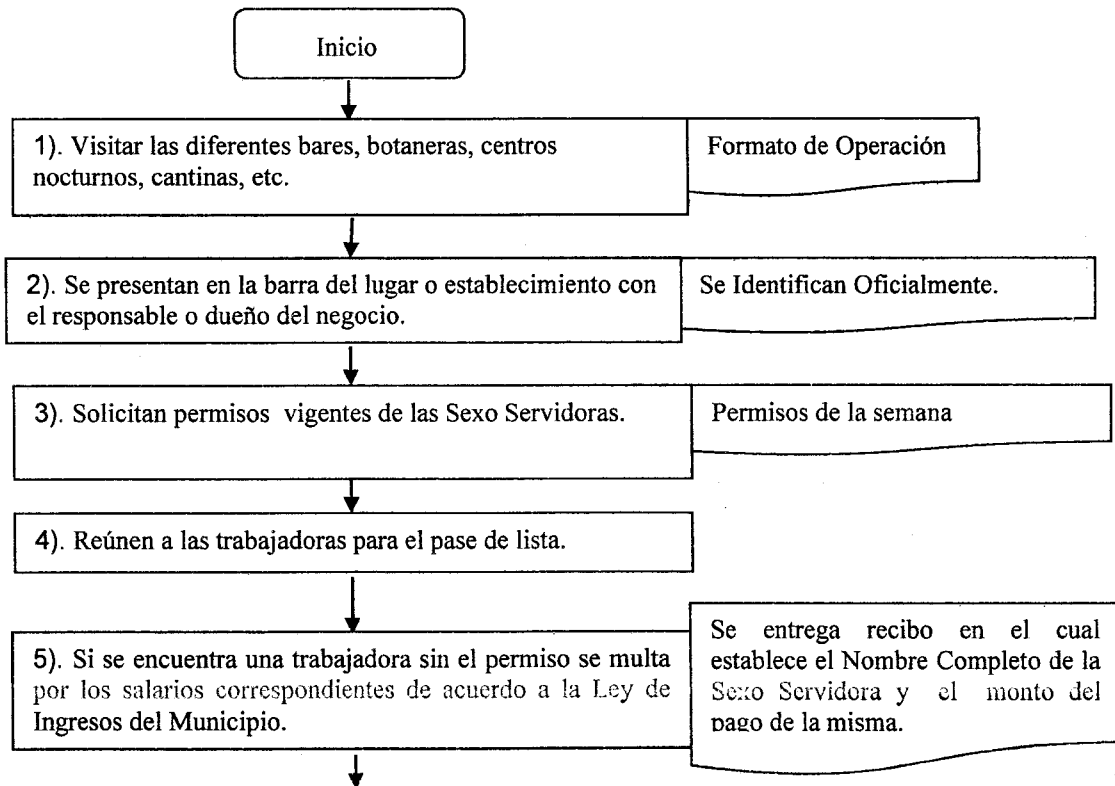 Inicio
1). Visitar las diferentes bares, botaneras, centros
nocturnos, cantinas, etc.
Formato de Operación
2). Se presentan en la barra del lugar o establecimiento con
el responsable o dueño del negocio.
Se Identifican Oficialmente.
3). Solicitan permisos vigentes de las Sexo Servidoras.
Permisos de la semana
4). Reúnen a las trabajadoras para el pase de lista.
5). Si se encuentra una trabajadora sin el permiso se multa
por los salarios correspondientes de acuerdo a la Ley de
Ingresos del Municipio.
Se entrega recibo en el cual
establece el Nombre Completo de la
Sexo Servidora y el monto del
pago de la misma.